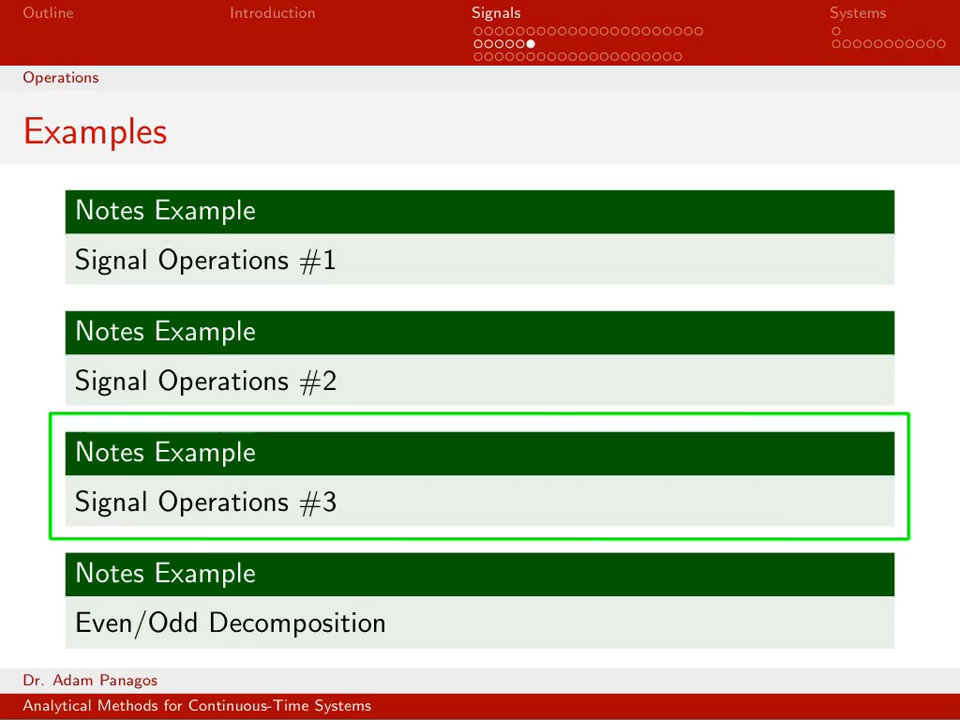 Outline Introduction Signals Systems
Operations
Examples
Notes Example
Signal Operations #1
Notes Example
Signal Operations #2
Notes Example
Signal Operations #3
Notes Example
Even/Odd Decomposition
Dr. Adam Panagos
Analytical Methods for Continuous-Time Systems